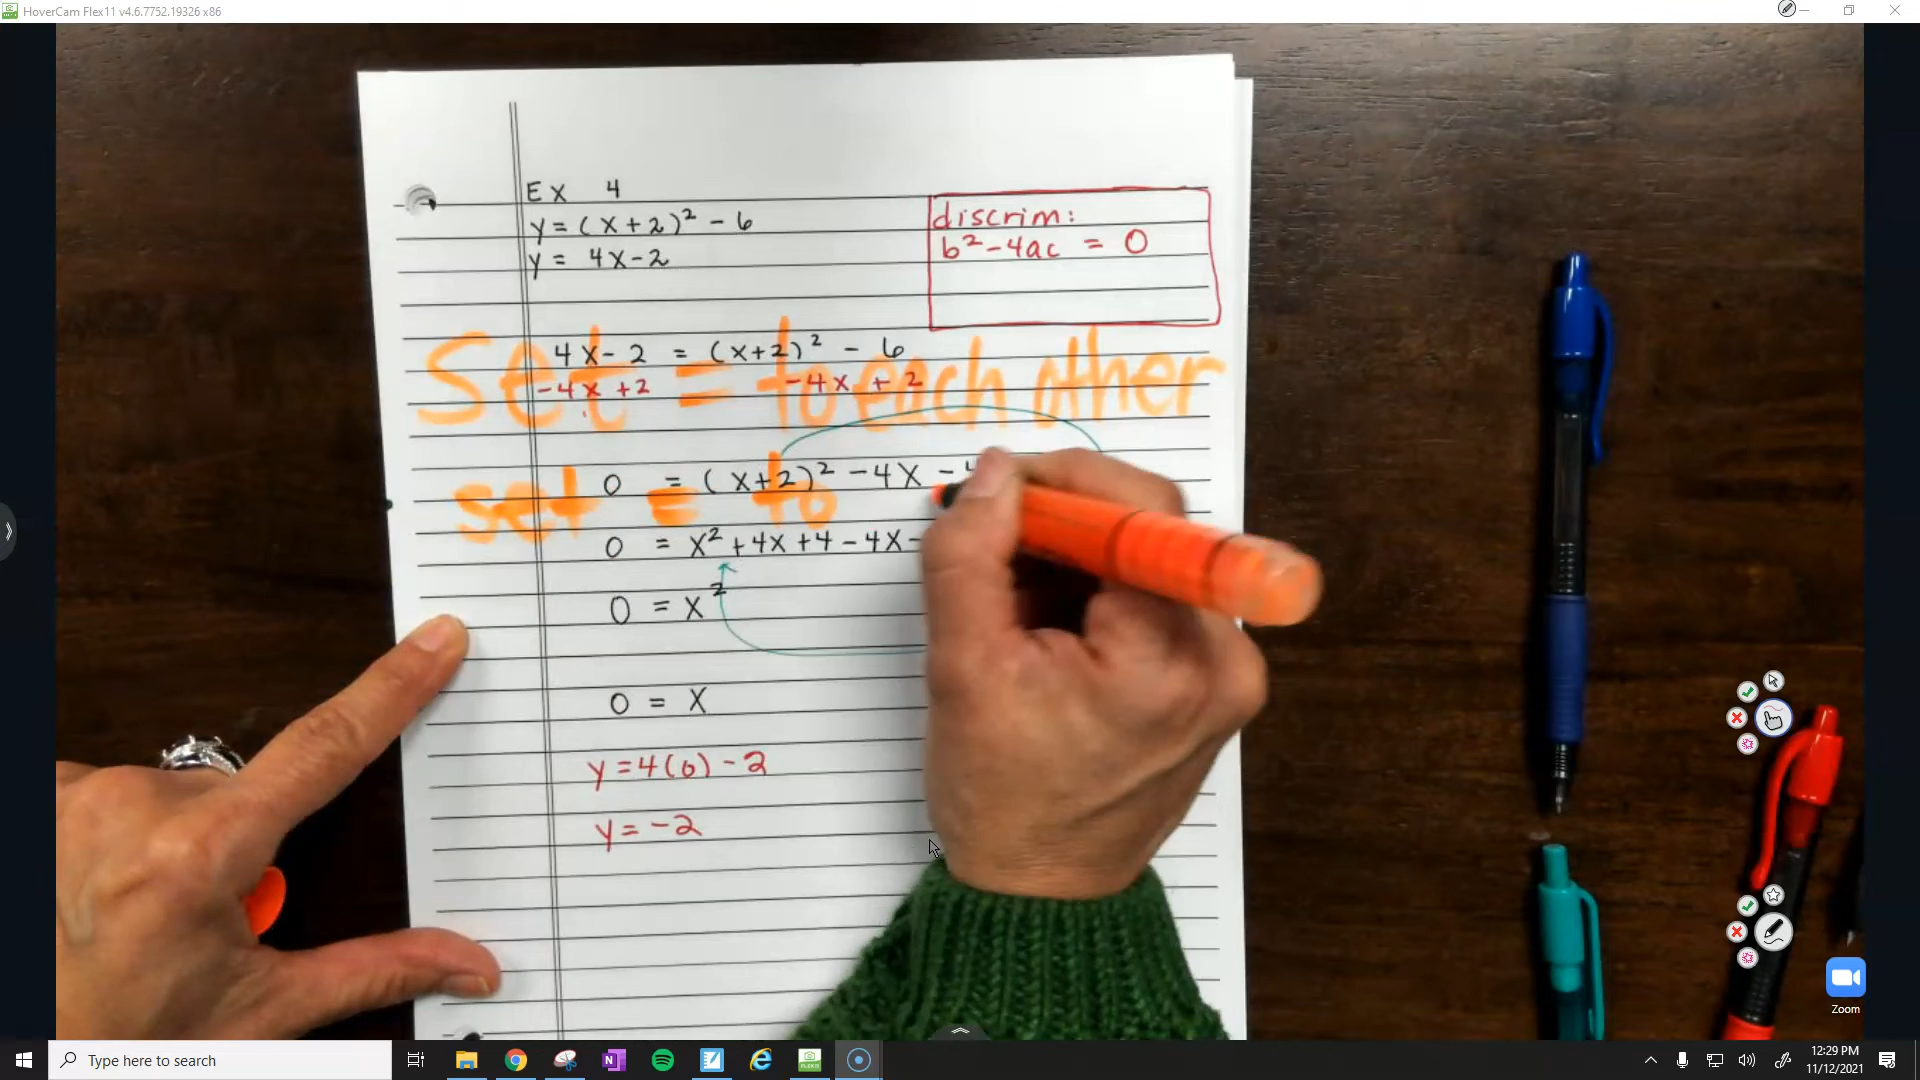 HoverCam Flex11 v4.6.7752.19326 x86
Ex 4
y = (x+2)² - 6
y = 4x-2
discrim:
b²-4ac = 0
4x- 2 = (x+2)² - 6
-4x +2 -4x + 2
Set = to each other
0 = (x+2)² -4x -4
set = to
0 = x² +4x +4 -4x -
0 = x²
0 = x
y = 4(0) - 2
y = -2
Zoom
Type here to search
12:29 PM
11/12/2021